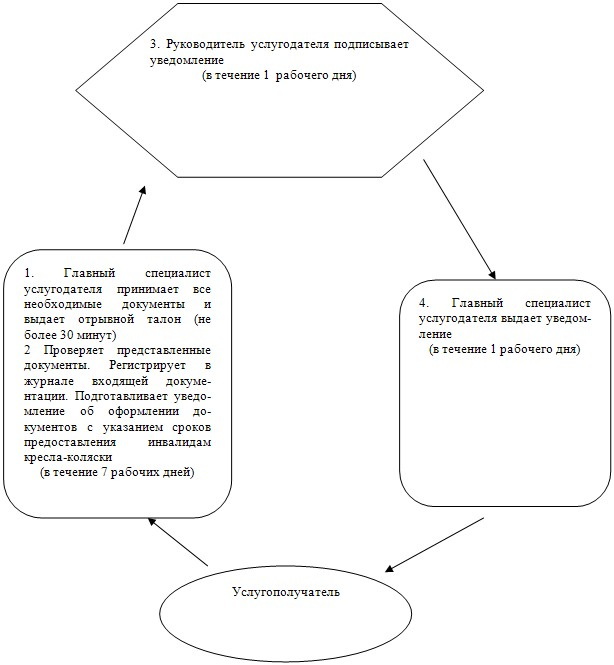 3. Руководитель услугодателя подписывает
уведомление
(в течение 1 рабочего дня)
1. Главный специалист
услугодателя принимает все
необходимые документы и
выдает отрывной талон (не
более 30 минут)
2 Проверяет представленные
документы. Регистрирует в
журнале входящей докуме-
нтации. Подготавливает уведо-
мление об оформлении до-
кументов с указанием сроков
предоставления инвалидам
кресла-коляски
(в течение 7 рабочих дней)
4. Главный специалист
услугодателя выдает уведом-
ление
(в течение 1 рабочего дня)
Услугополучатель